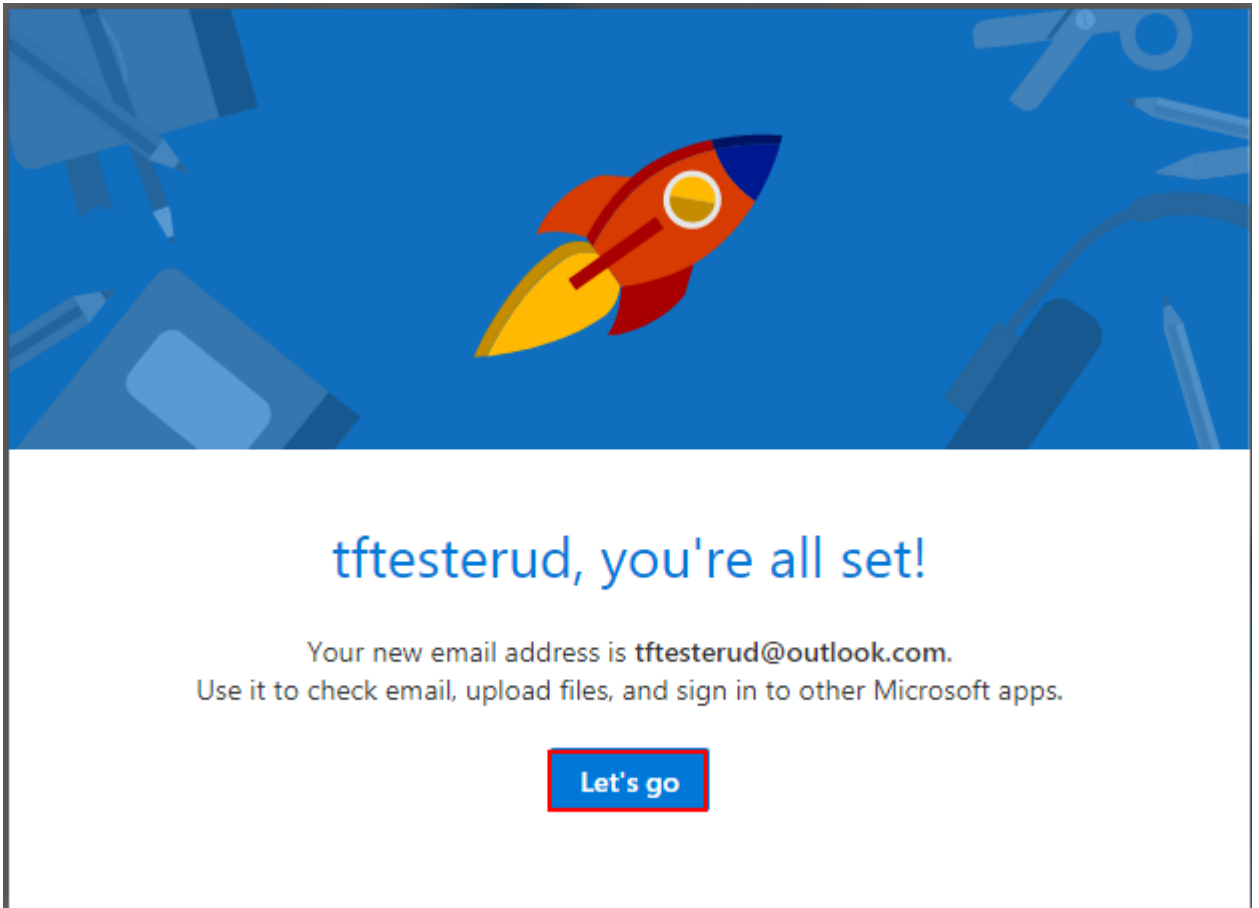 tftesterud, you're all set!
Your new email address is tftesterud@outlook.com.
Use it to check email, upload files, and sign in to other Microsoft apps.
Let's go